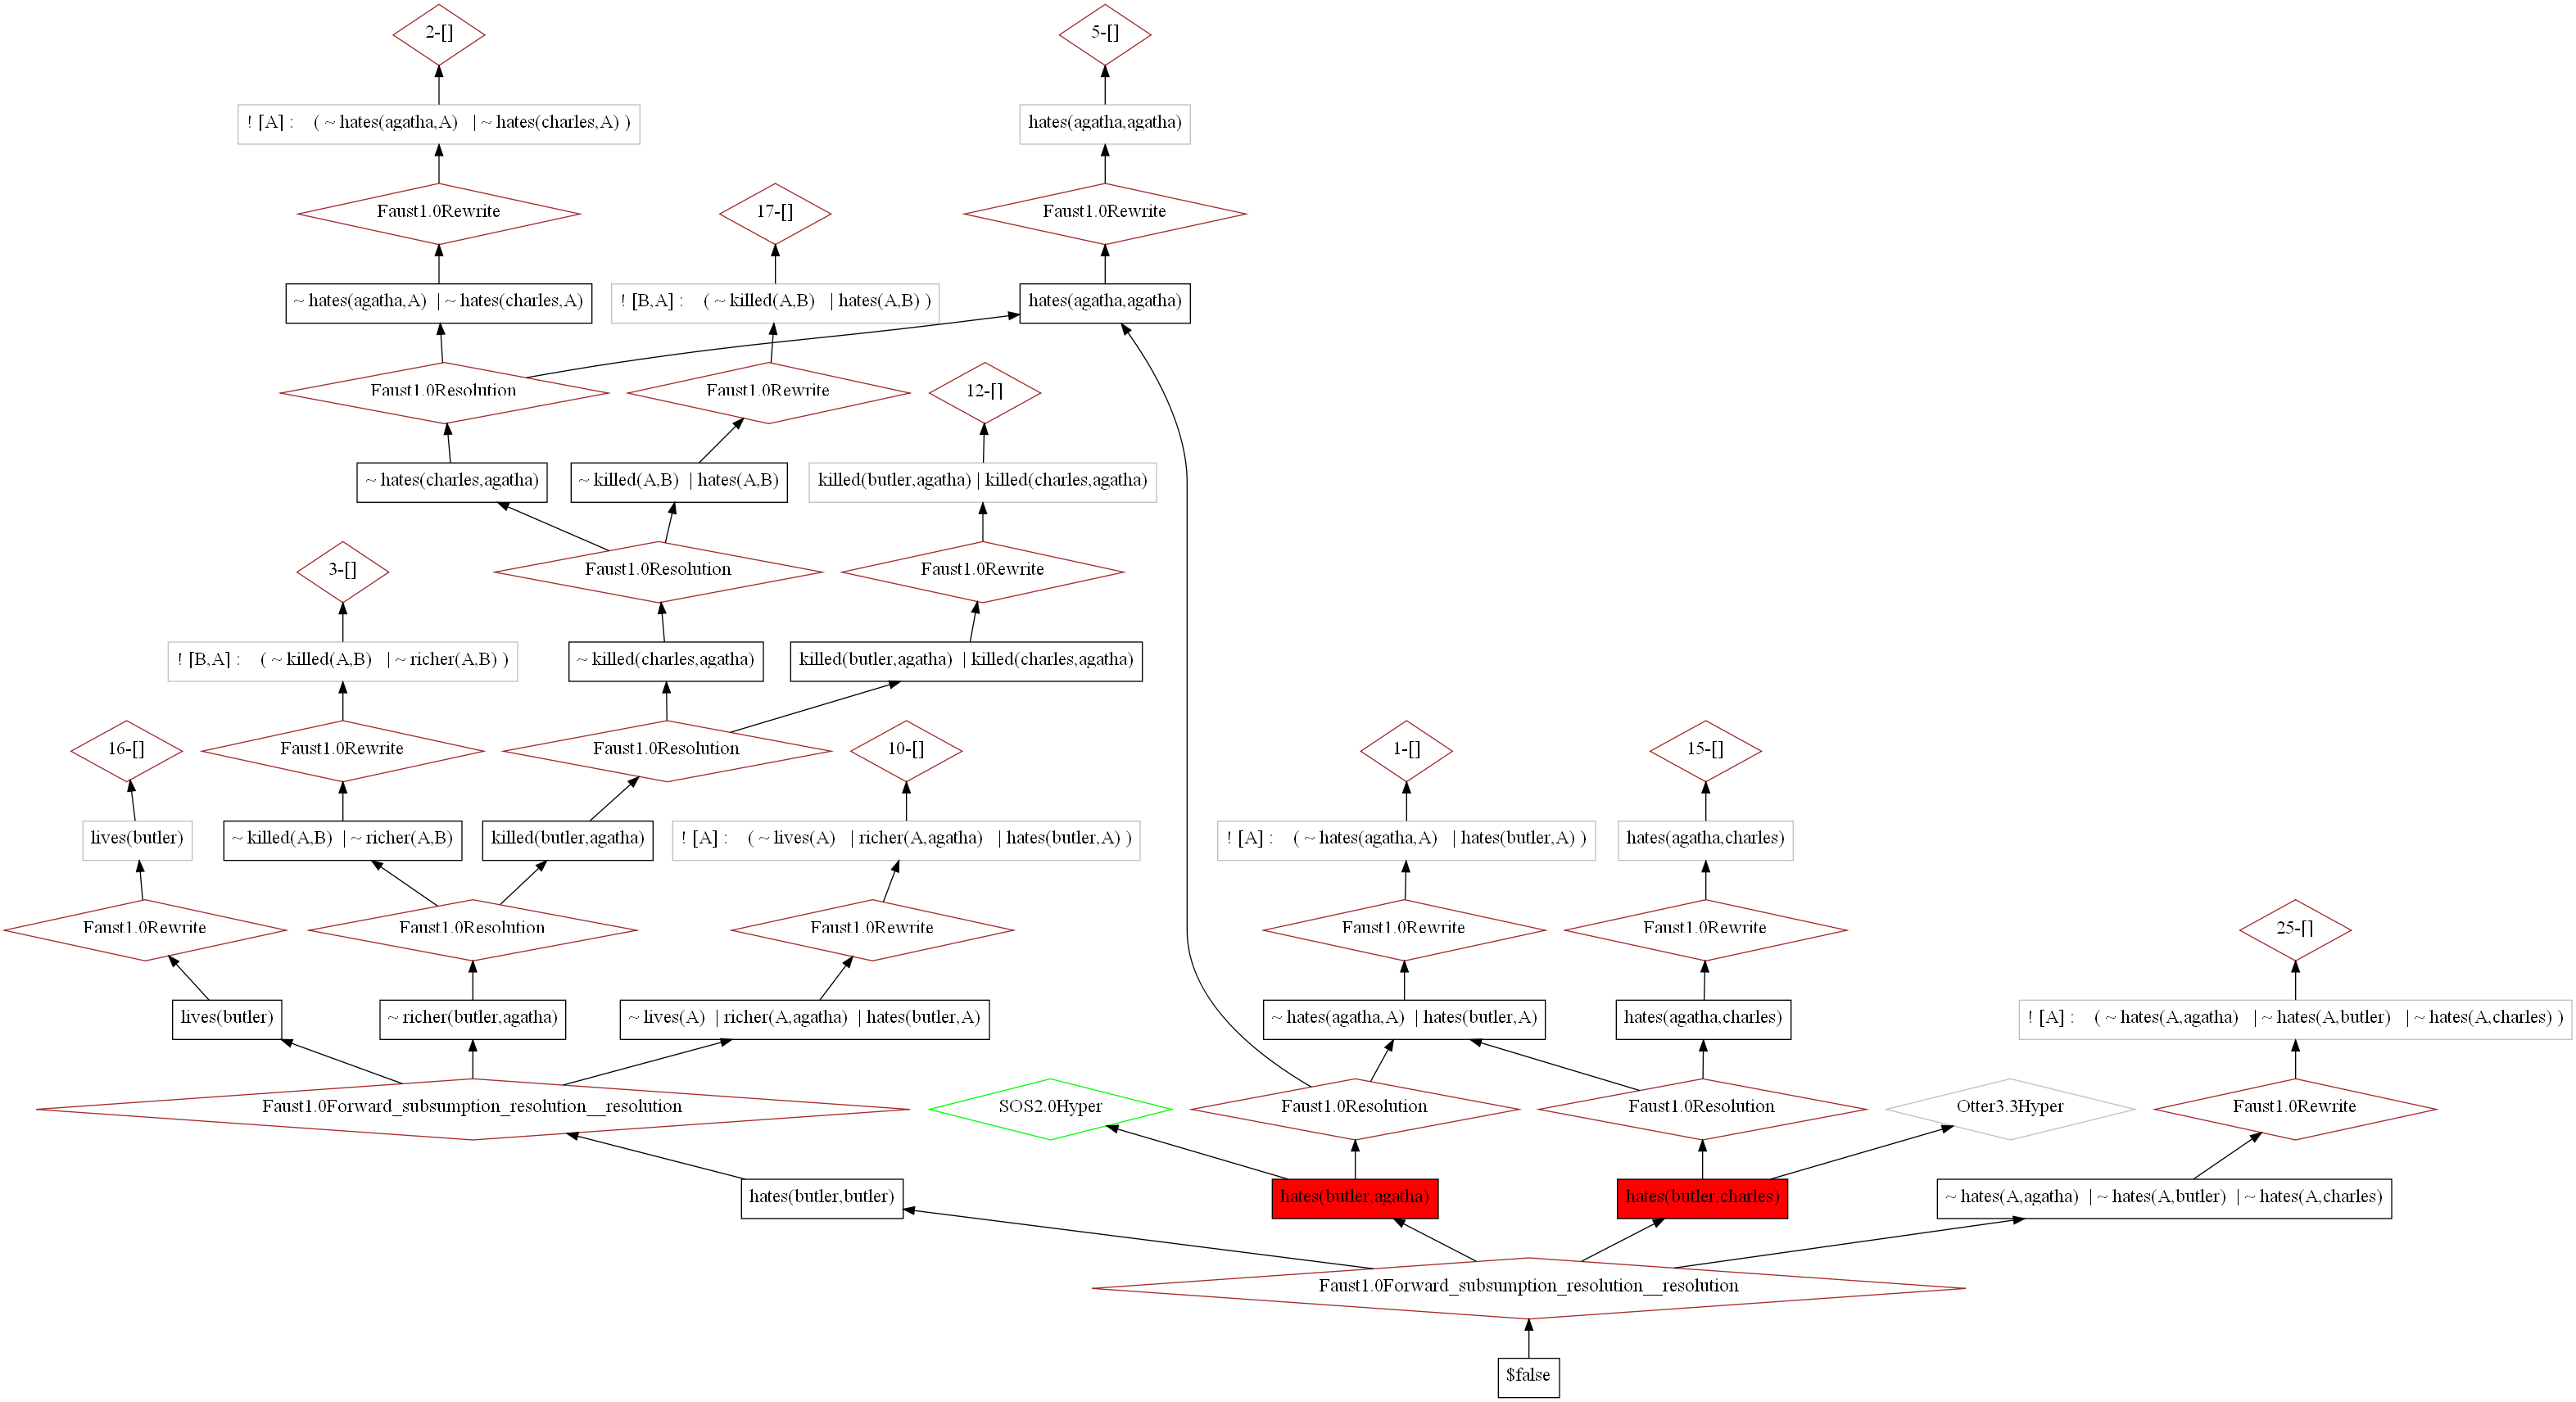 2-[]
5-[]
! [A] : ( ~ hates(agatha,A) | ~ hates(charles,A) )
hates(agatha,agatha)
Faust1.0Rewrite
17-[]
Faust1.0Rewrite
~ hates(agatha,A) | ~ hates(charles,A)
! [B,A] : ( ~ killed(A,B) | hates(A,B) )
hates(agatha,agatha)
Faust1.0Resolution
Faust1.0Rewrite
12-[]
~ hates(charles,agatha)
~ killed(A,B) | hates(A,B)
killed(butler,agatha) | killed(charles,agatha)
3-[]
Faust1.0Resolution
Faust1.0Rewrite
! [B,A] : ( ~ killed(A,B) | ~ richer(A,B) )
~ killed(charles,agatha)
killed(butler,agatha) | killed(charles,agatha)
16-[]
Faust1.0Rewrite
Faust1.0Resolution
10-[]
1-[]
15-[]
lives(butler)
~ killed(A,B) | ~ richer(A,B)
killed(butler,agatha)
! [A] : ( ~ lives(A) | richer(A,agatha) | hates(butler,A) )
! [A] : ( ~ hates(agatha,A) | hates(butler,A) )
hates(agatha,charles)
Faust1.0Rewrite
Faust1.0Resolution
Faust1.0Rewrite
Faust1.0Rewrite
Faust1.0Rewrite
25-[]
lives(butler)
~ richer(butler,agatha)
~ lives(A) | richer(A,agatha) | hates(butler,A)
~ hates(agatha,A) | hates(butler,A)
hates(agatha,charles)
! [A] : ( ~ hates(A,agatha) | ~ hates(A,butler) | ~ hates(A,charles) )
Faust1.0Forward_subsumption_resolution__resolution
SOS2.0Hyper
Faust1.0Resolution
Faust1.0Resolution
Otter3.3Hyper
Faust1.0Rewrite
hates(butler,butler)
hates(butler,agatha)
hates(butler,charles)
~ hates(A,agatha) | ~ hates(A,butler) | ~ hates(A,charles)
Faust1.0Forward_subsumption_resolution__resolution
$false